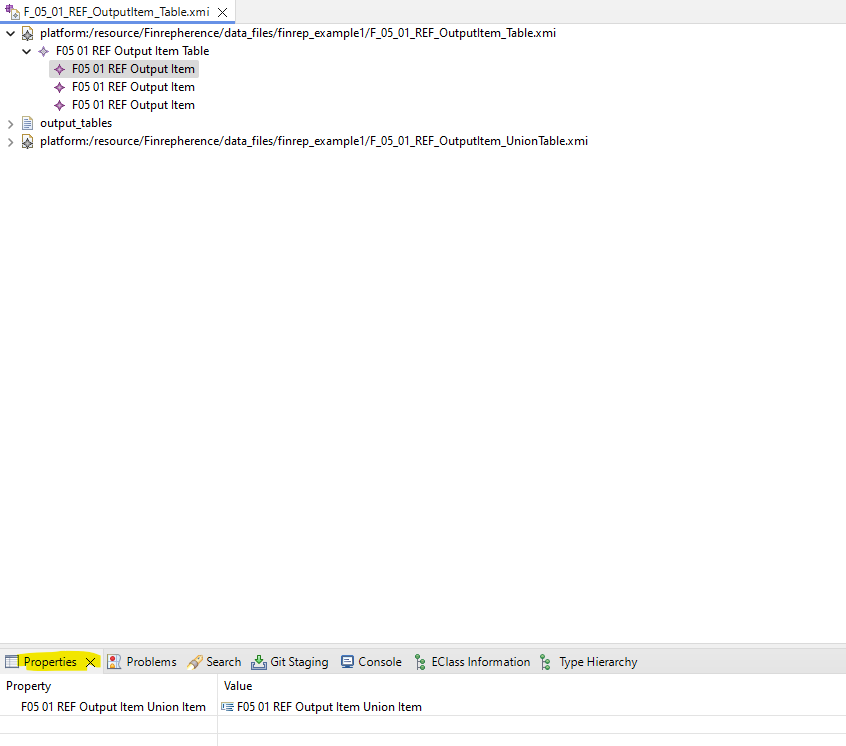 F_05_01_REF_OutputItem_Table.xmi
platform:/resource/Finrepherence/data_files/finrep_example1/F_05_01_REF_OutputItem_Table.xmi
F05 01 REF Output Item Table
F05 01 REF Output Item
F05 01 REF Output Item
F05 01 REF Output Item
output_tables
platform:/resource/Finrepherence/data_files/finrep_example1/F_05_01_REF_OutputItem_UnionTable.xmi
Properties Problems Search Git Staging Console EClass Information Type Hierarchy
Property Value
F05 01 REF Output Item Union Item F05 01 REF Output Item Union Item